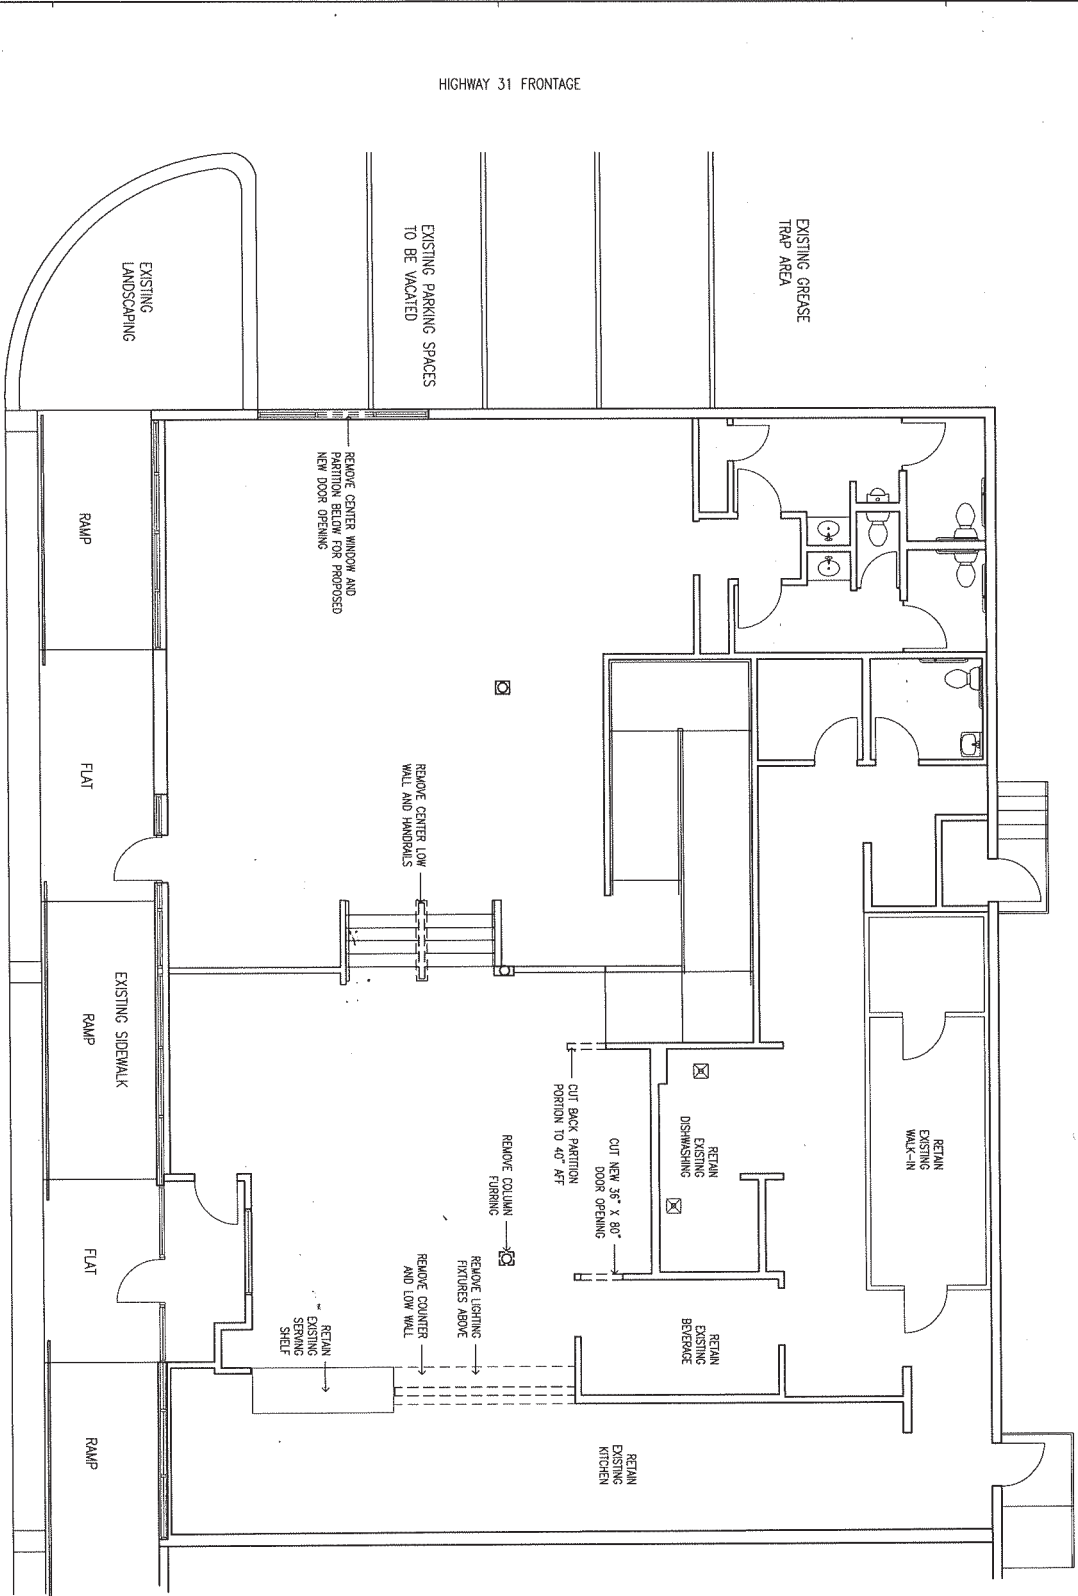 HIGHWAY 31 FRONTAGE
EXISTING GREASE
TRAP AREA
EXISTING PARKING SPACES
TO BE VACATED
EXISTING
LANDSCAPING
REMOVE CENTER WINDOW AND
PARTITION BELOW FOR PROPOSED
NEW DOOR OPENING
RAMP
FLAT
REMOVE CENTER LOW
WALL AND HANDRAILS
EXISTING SIDEWALK
RAMP
CUT BACK PARTITION
PORTION TO 40" AFF
RETAIN
EXISTING
DISHWASHING
RETAIN
EXISTING
WALK-IN
CUT NEW 36" X 80"
DOOR OPENING
REMOVE COLUMN
FURRING
FLAT
REMOVE LIGHTING
FIXTURES ABOVE
REMOVE COUNTER
AND LOW WALL
RETAIN
EXISTING
SERVING
SHELF
RETAIN
EXISTING
BEVERAGE
RETAIN
EXISTING
KITCHEN
RAMP